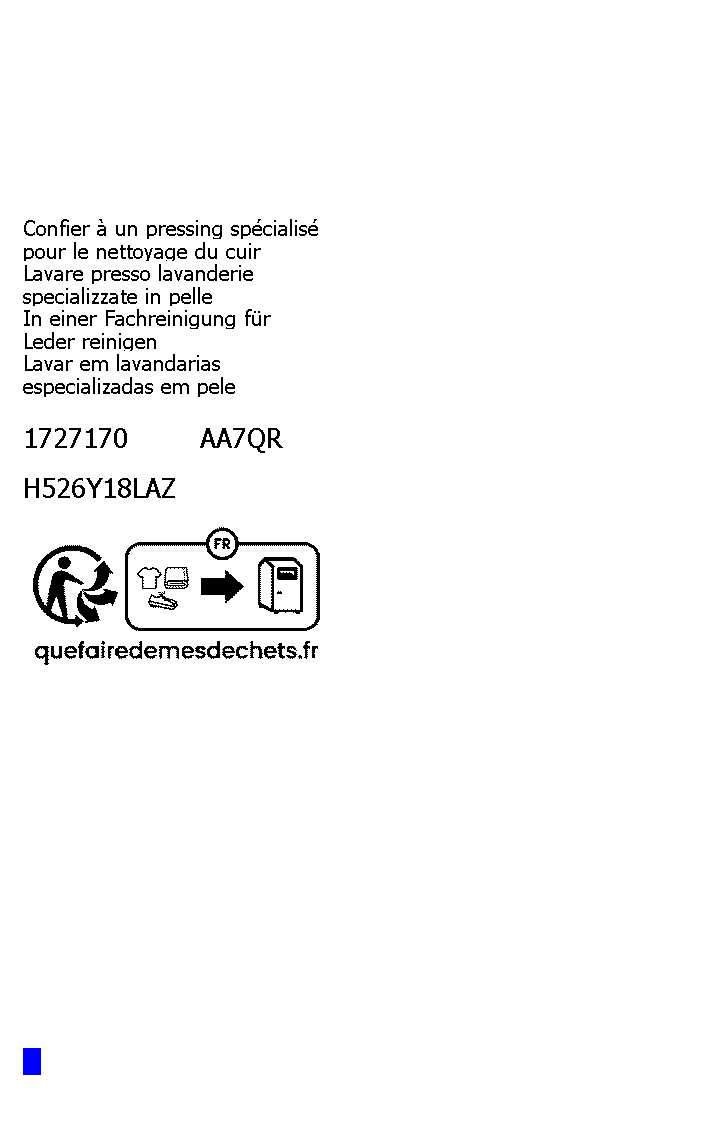 Confier à un pressing spécialisé
pour le nettoyage du cuir
Lavare presso lavanderie
specializzate in pelle
In einer Fachreinigung für
Leder reinigen
Lavar em lavandarias
especializadas em pele
1727170 AA7QR
H526Y18LAZ
FR
quefairedemesdechets.fr